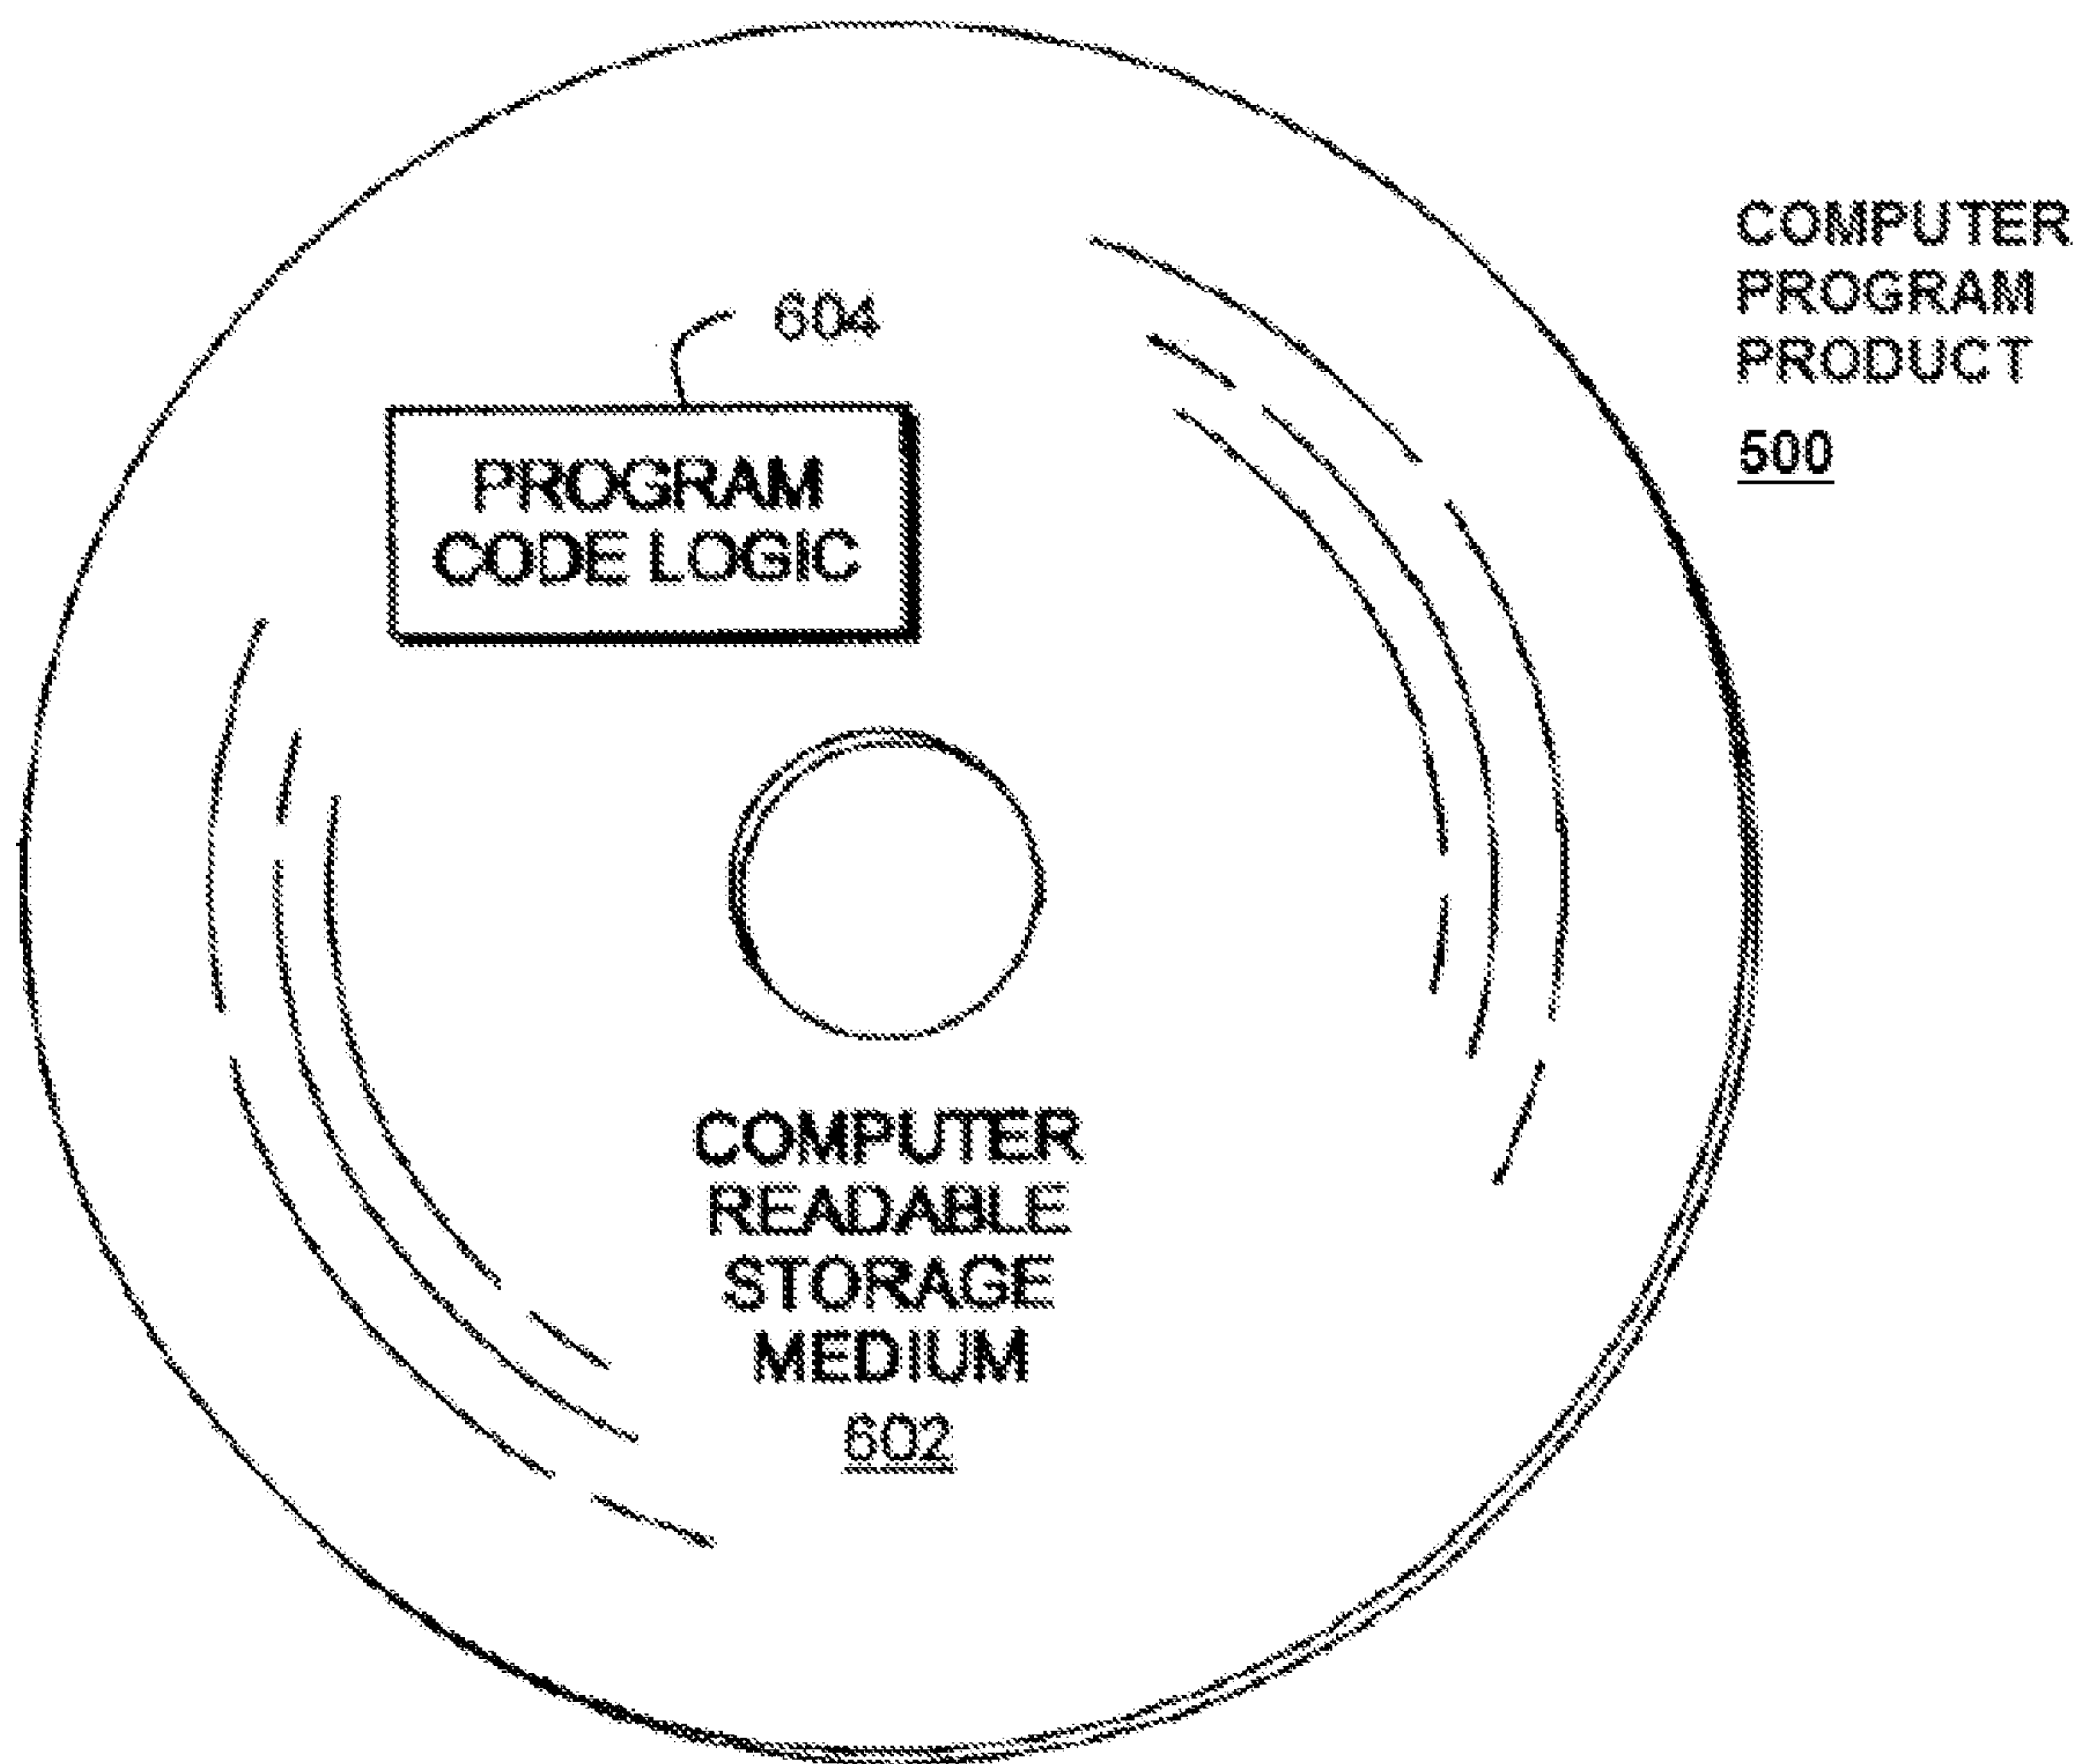 COMPUTER
PROGRAM
PRODUCT
500
604
PROGRAM
CODE LOGIC
COMPUTER
READABLE
STORAGE
MEDIUM
602